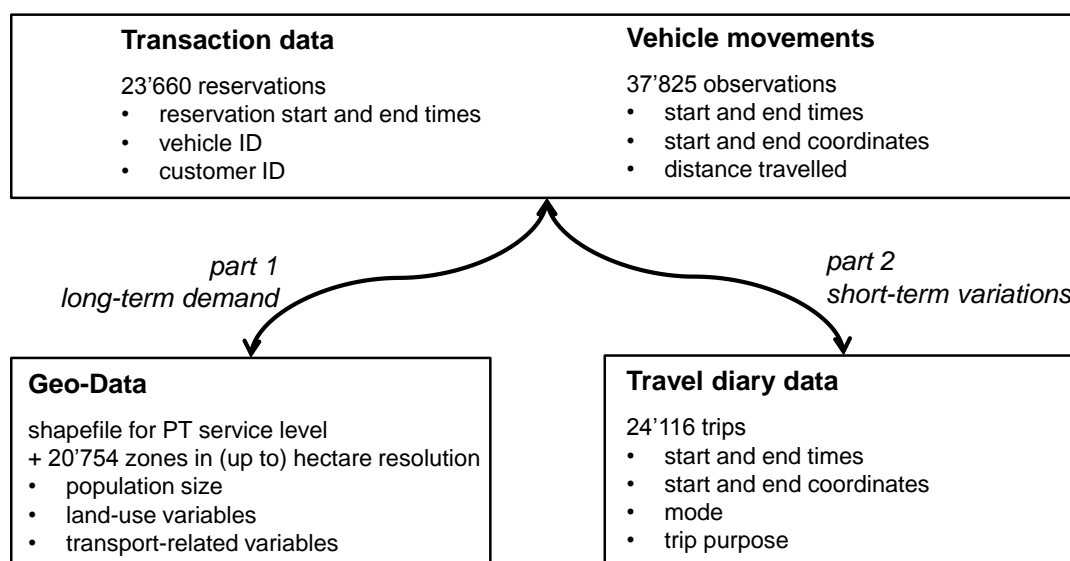 Transaction data
23'660 reservations
• reservation start and end times
• vehicle ID
• customer ID
Vehicle movements
37'825 observations
• start and end times
• start and end coordinates
• distance travelled
part 1
long-term demand
part 2
short-term variations
Geo-Data
shapefile for PT service level
+ 20'754 zones in (up to) hectare resolution
• population size
• land-use variables
• transport-related variables
Travel diary data
24'116 trips
• start and end times
• start and end coordinates
• mode
• trip purpose